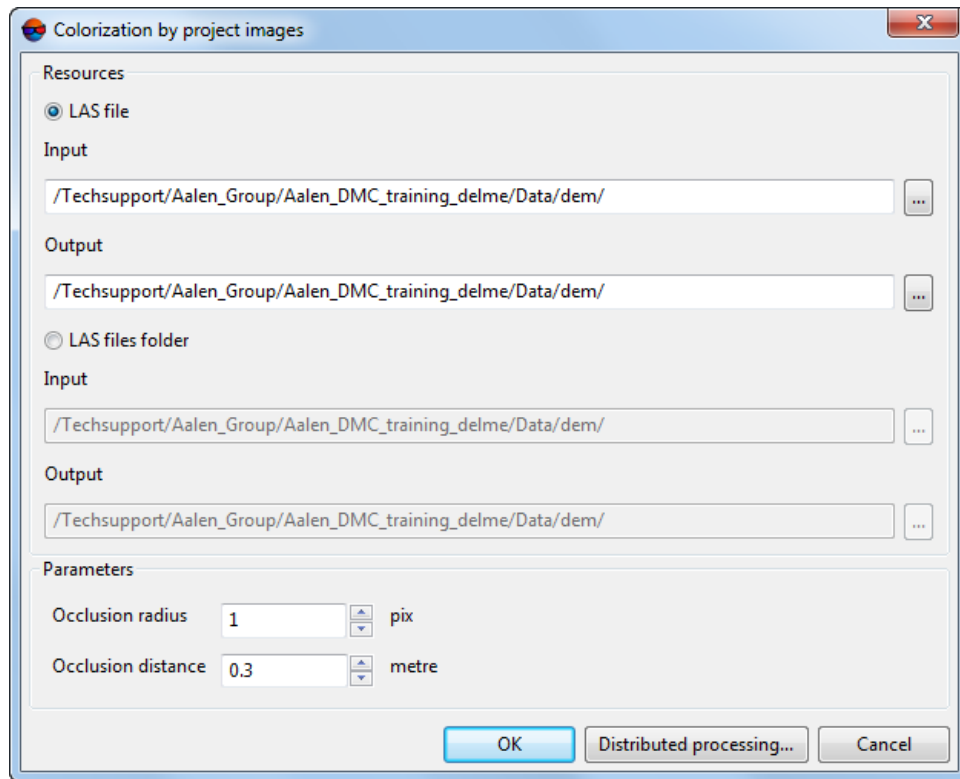 Colorization by project images
Resources
LAS file
Input
/Techsupport/Aalen_Group/Aalen_DMC_training_delme/Data/dem/
...
Output
/Techsupport/Aalen_Group/Aalen_DMC_training_delme/Data/dem/
...
LAS files folder
Input
/Techsupport/Aalen_Group/Aalen_DMC_training_delme/Data/dem/
...
Output
/Techsupport/Aalen_Group/Aalen_DMC_training_delme/Data/dem/
...
Parameters
Occlusion radius 1 pix
Occlusion distance 0.3 metre
OK Distributed processing... Cancel